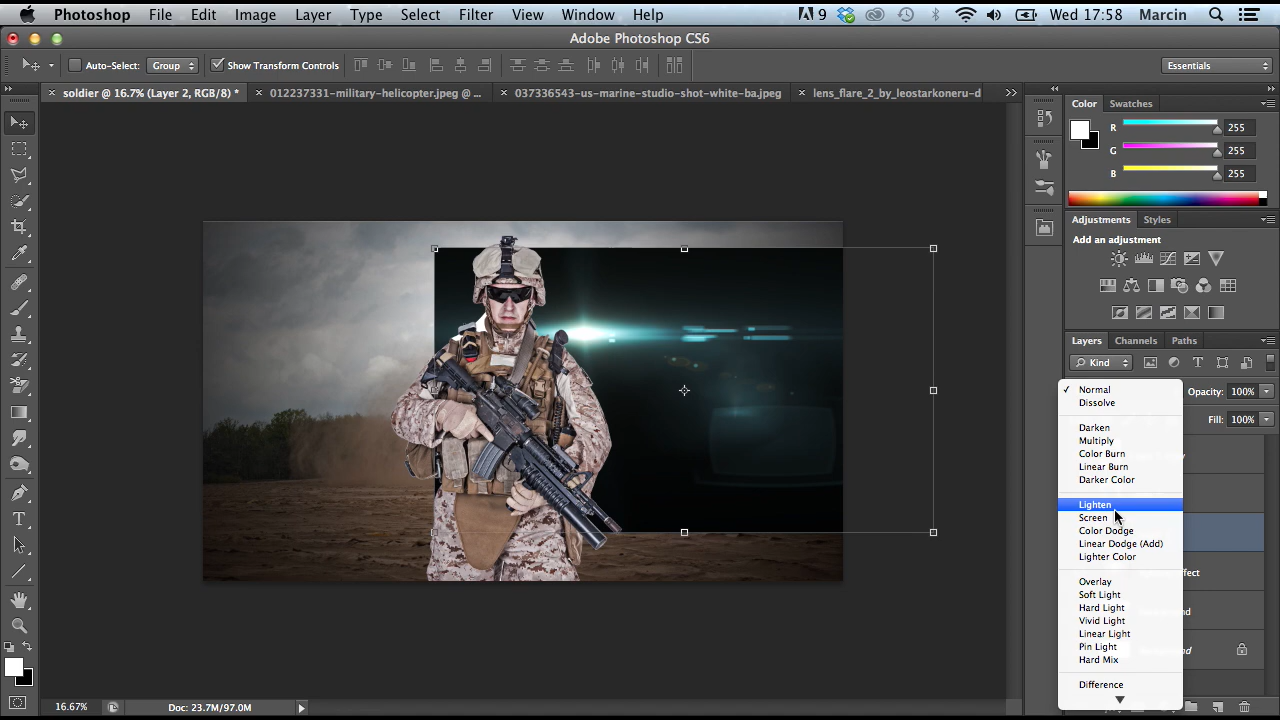 Photoshop File Edit Image Layer Type Select Filter View Window Help 9 Wed 17:58 Marcin
Adobe Photoshop CS6
Auto-Select: Group Show Transform Controls Essentials
soldier @ 16.7% (Layer 2, RGB/8) * 012237331-military-helicopter.jpeg @ ... 037336543-us-marine-studio-shot-white-ba.jpeg lens_flare_2_by_leostarkoneru-d
Color Swatches
R 255
G 255
B 255
Adjustments Styles
Add an adjustment
Layers Channels Paths
Kind
Normal Opacity: 100%
Dissolve
Fill: 100%
Darken
Multiply
Color Burn
Linear Burn
Darker Color
Lighten
Screen
Color Dodge
Linear Dodge (Add)
Lighter Color
Overlay
Soft Light
Hard Light
Vivid Light
Linear Light
Pin Light
Hard Mix
Difference
16.67% Doc: 23.7M/97.0M